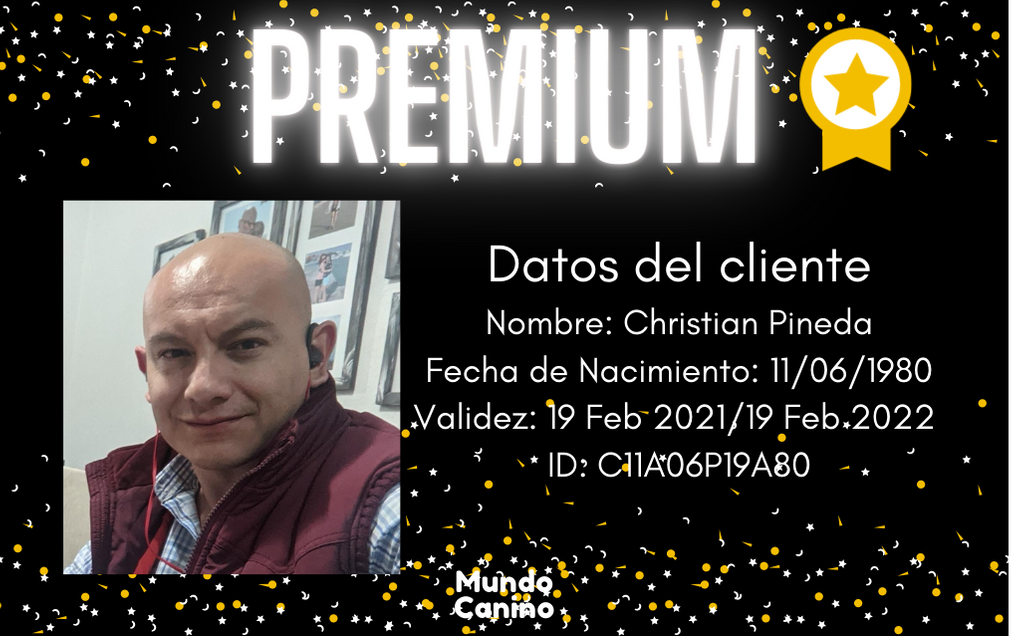 PREMIUM
Datos del cliente
Nombre: Christian Pineda
Fecha de Nacimiento: 11/06/1980
Validez: 19 Feb 2021/19 Feb 2022
ID: C11A06P19A80
Mundo
Canino